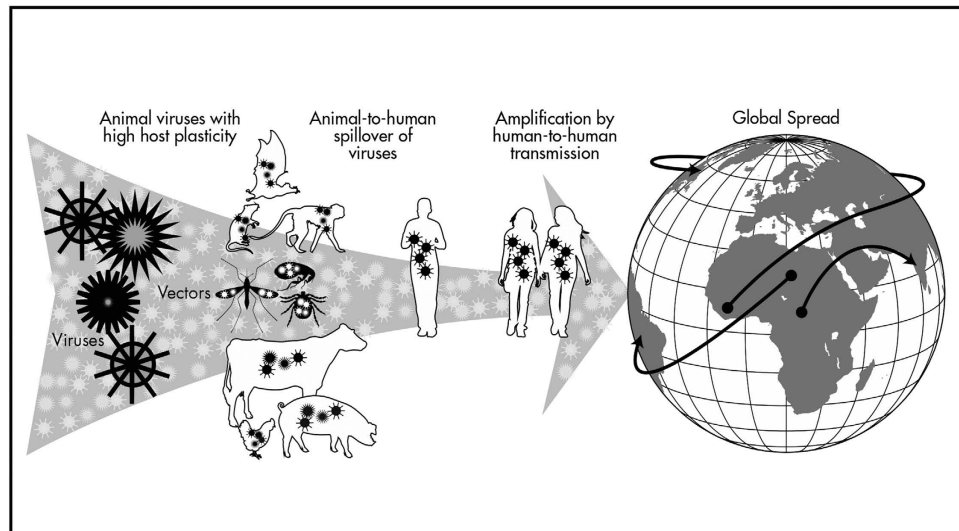 Animal viruses with
high host plasticity
Animal-to-human
spillover of
viruses
Amplification by
human-to-human
transmission
Global Spread
Vectors
Viruses